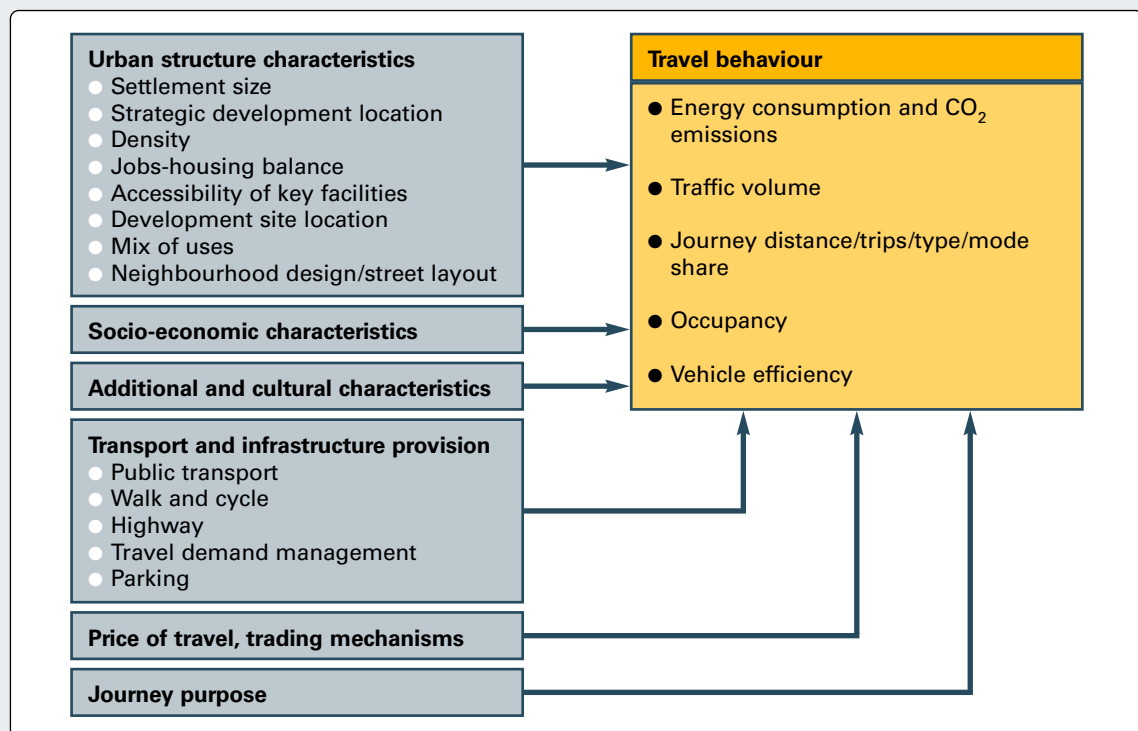 Urban structure characteristics
Settlement size
Strategic development location
Density
Jobs-housing balance
Accessibility of key facilities
Development site location
Mix of uses
Neighbourhood design/street layout
Socio-economic characteristics
Additional and cultural characteristics
Transport and infrastructure provision
Public transport
Walk and cycle
Highway
Travel demand management
Parking
Price of travel, trading mechanisms
Journey purpose
Travel behaviour
● Energy consumption and CO₂
emissions
● Traffic volume
● Journey distance/trips/type/mode
share
● Occupancy
● Vehicle efficiency